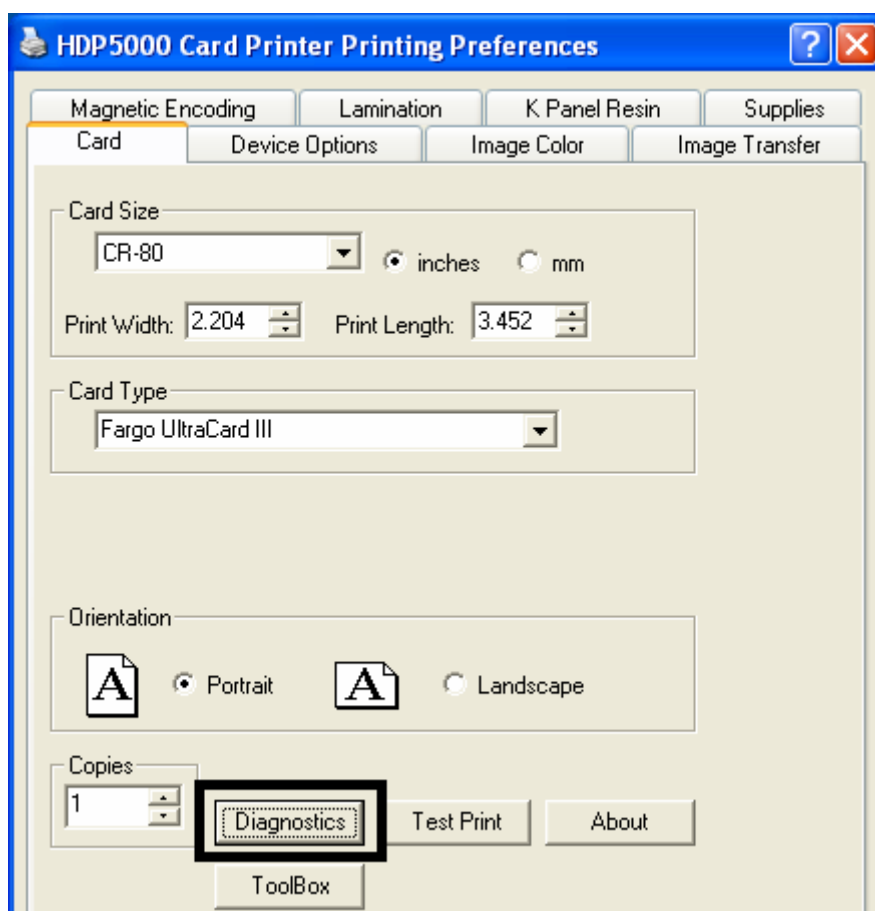 HDP5000 Card Printer Printing Preferences
Magnetic Encoding Lamination K Panel Resin Supplies
Card Device Options Image Color Image Transfer
Card Size
CR-80 inches mm
Print Width: 2.204 Print Length: 3.452
Card Type
Fargo UltraCard III
Orientation
A Portrait A Landscape
Copies
1 Diagnostics Test Print About
ToolBox